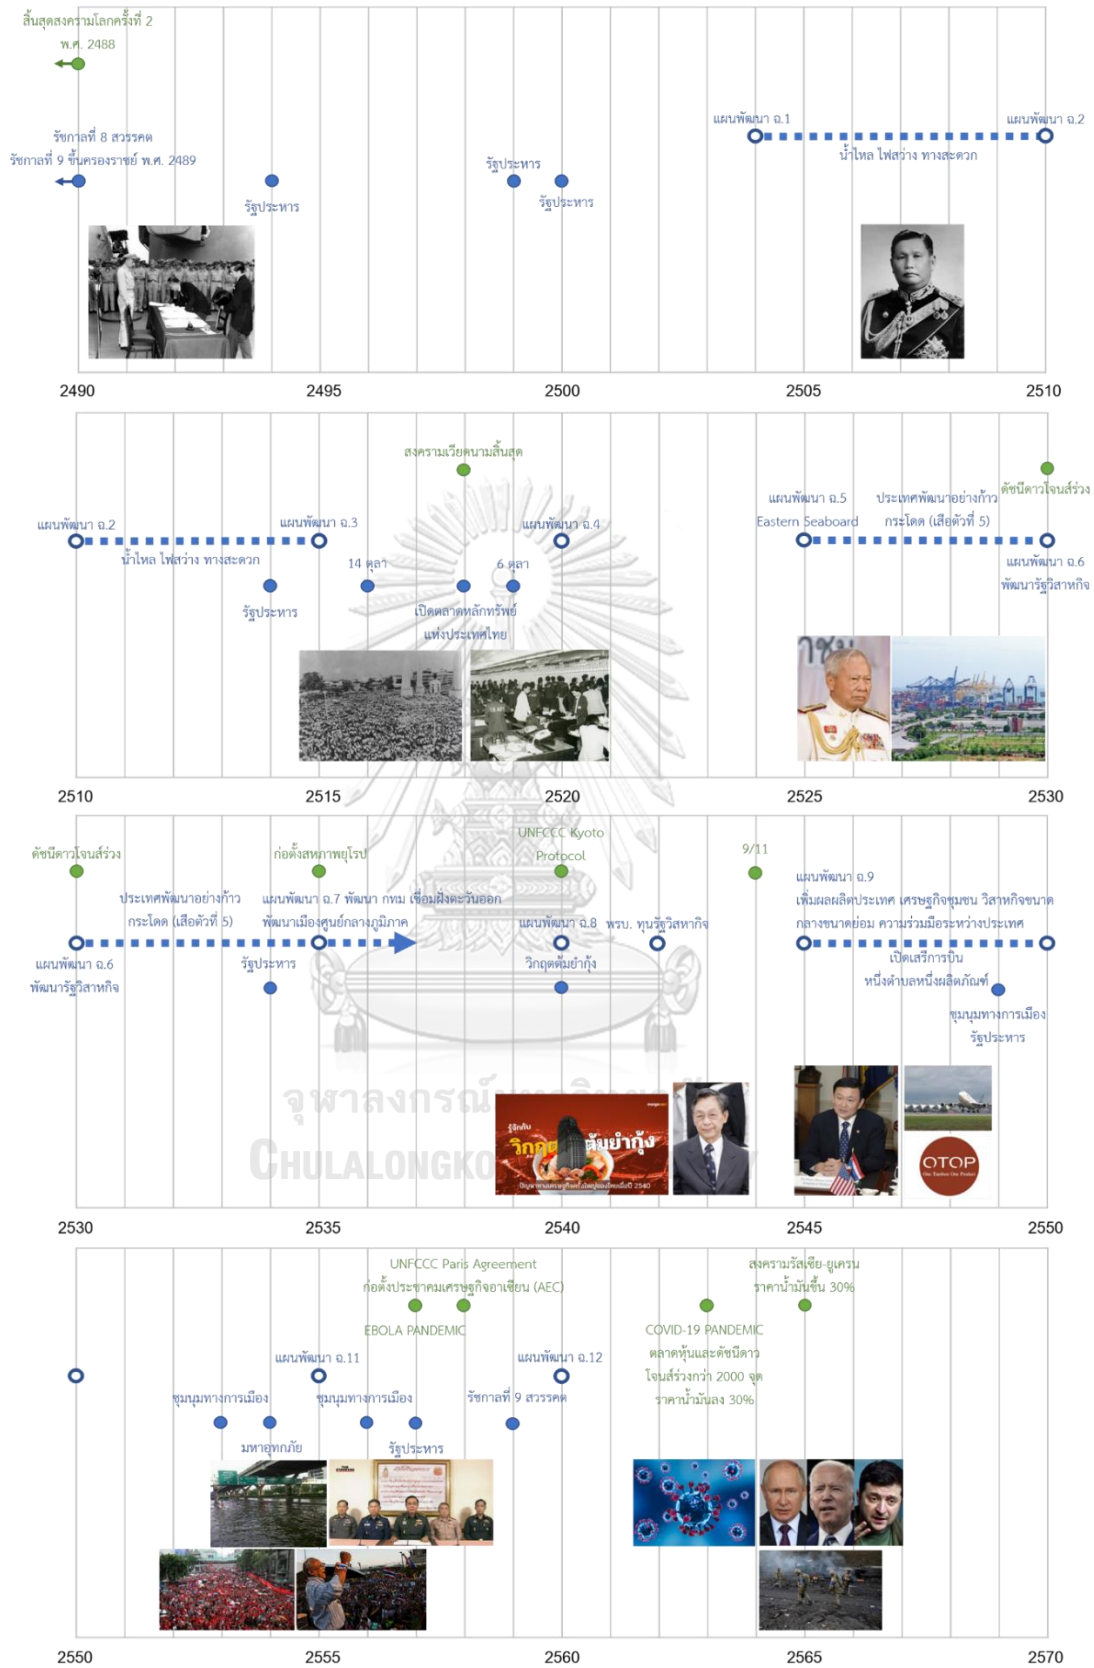 สิ้นสุดสงครามโลกครั้งที่ 2
พ.ศ. 2488
รัชกาลที่ 8 สวรรคต
รัชกาลที่ 9 ขึ้นครองราชย์ พ.ศ. 2489
รัฐประหาร
รัฐประหาร
รัฐประหาร
แผนพัฒนา ฉ.1
แผนพัฒนา ฉ.2
น้ำไหล ไฟสว่าง ทางสะดวก
2490 2495 2500 2505 2510
สงครามเวียดนามสิ้นสุด
แผนพัฒนา ฉ.2
แผนพัฒนา ฉ.3
แผนพัฒนา ฉ.4
น้ำไหล ไฟสว่าง ทางสะดวก
14 ตุลา
6 ตุลา
รัฐประหาร
เปิดตลาดหลักทรัพย์
แห่งประเทศไทย
แผนพัฒนา ฉ.5
Eastern Seaboard
ประเทศพัฒนาอย่างก้าว
กระโดด (เสือตัวที่ 5)
ดัชนีดาวโจนส์ร่วง
แผนพัฒนา ฉ.6
พัฒนารัฐวิสาหกิจ
2510 2515 2520 2525 2530
ดัชนีดาวโจนส์ร่วง
ก่อตั้งสหภาพยุโรป
UNFCCC Kyoto
Protocol
9/11
ประเทศพัฒนาอย่างก้าว
กระโดด (เสือตัวที่ 5)
แผนพัฒนา ฉ.7 พัฒนา กทม เชื่อมฝั่งตะวันออก
พัฒนาเมืองศูนย์กลางภูมิภาค
แผนพัฒนา ฉ.8
พรบ. ทุนรัฐวิสหากิจ
แผนพัฒนา ฉ.9
เพิ่มผลผลิตประเทศ เศรษฐกิจชุมชน วิสาหกิจขนาด
กลางขนาดย่อม ความร่วมมือระหว่างประเทศ
แผนพัฒนา ฉ.6
พัฒนารัฐวิสาหกิจ
รัฐประหาร
วิกฤตต้มยำกุ้ง
เปิดเสรีการบิน
หนึ่งตำบลหนึ่งผลิตภัณฑ์
ชุมนุมทางการเมือง
รัฐประหาร
รู้จักกับ
วิกฤตต้มยำกุ้ง
OTOP
One Tambon One Product
CHULALONGKO
2530 2535 2540 2545 2550
UNFCCC Paris Agreement
ก่อตั้งประชาคมเศรษฐกิจอาเซียน (AEC)
EBOLA PANDEMIC
สงครามรัสเซีย-ยูเครน
ราคาน้ำมันขึ้น 30%
COVID-19 PANDEMIC
ตลาดหุ้นและดัชนีดาว
โจนส์ร่วงกว่า 2000 จุด
ราคาน้ำมันลง 30%
แผนพัฒนา ฉ.11
แผนพัฒนา ฉ.12
ชุมนุมทางการเมือง
ชุมนุมทางการเมือง
รัชกาลที่ 9 สวรรคต
มหาอุทกภัย
รัฐประหาร
2550 2555 2560 2565 2570